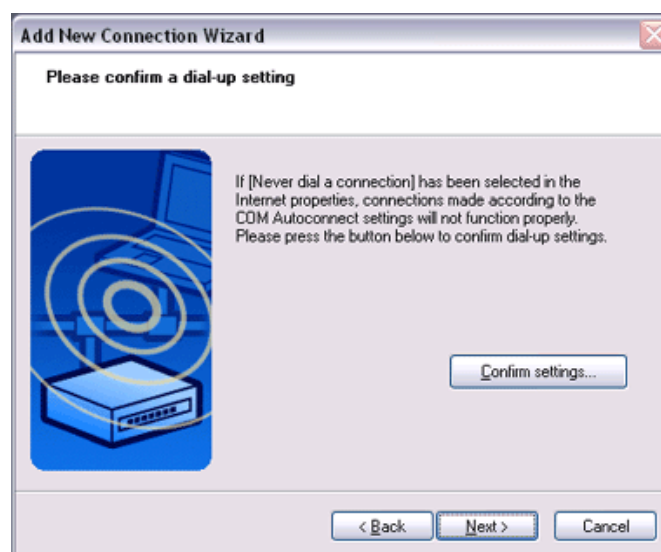 Add New Connection Wizard
Please confirm a dial-up setting
If [Never dial a connection] has been selected in the
Internet properties, connections made according to the
COM Autoconnect settings will not function properly.
Please press the button below to confirm dial-up settings.
Confirm settings...
< Back
Next >
Cancel